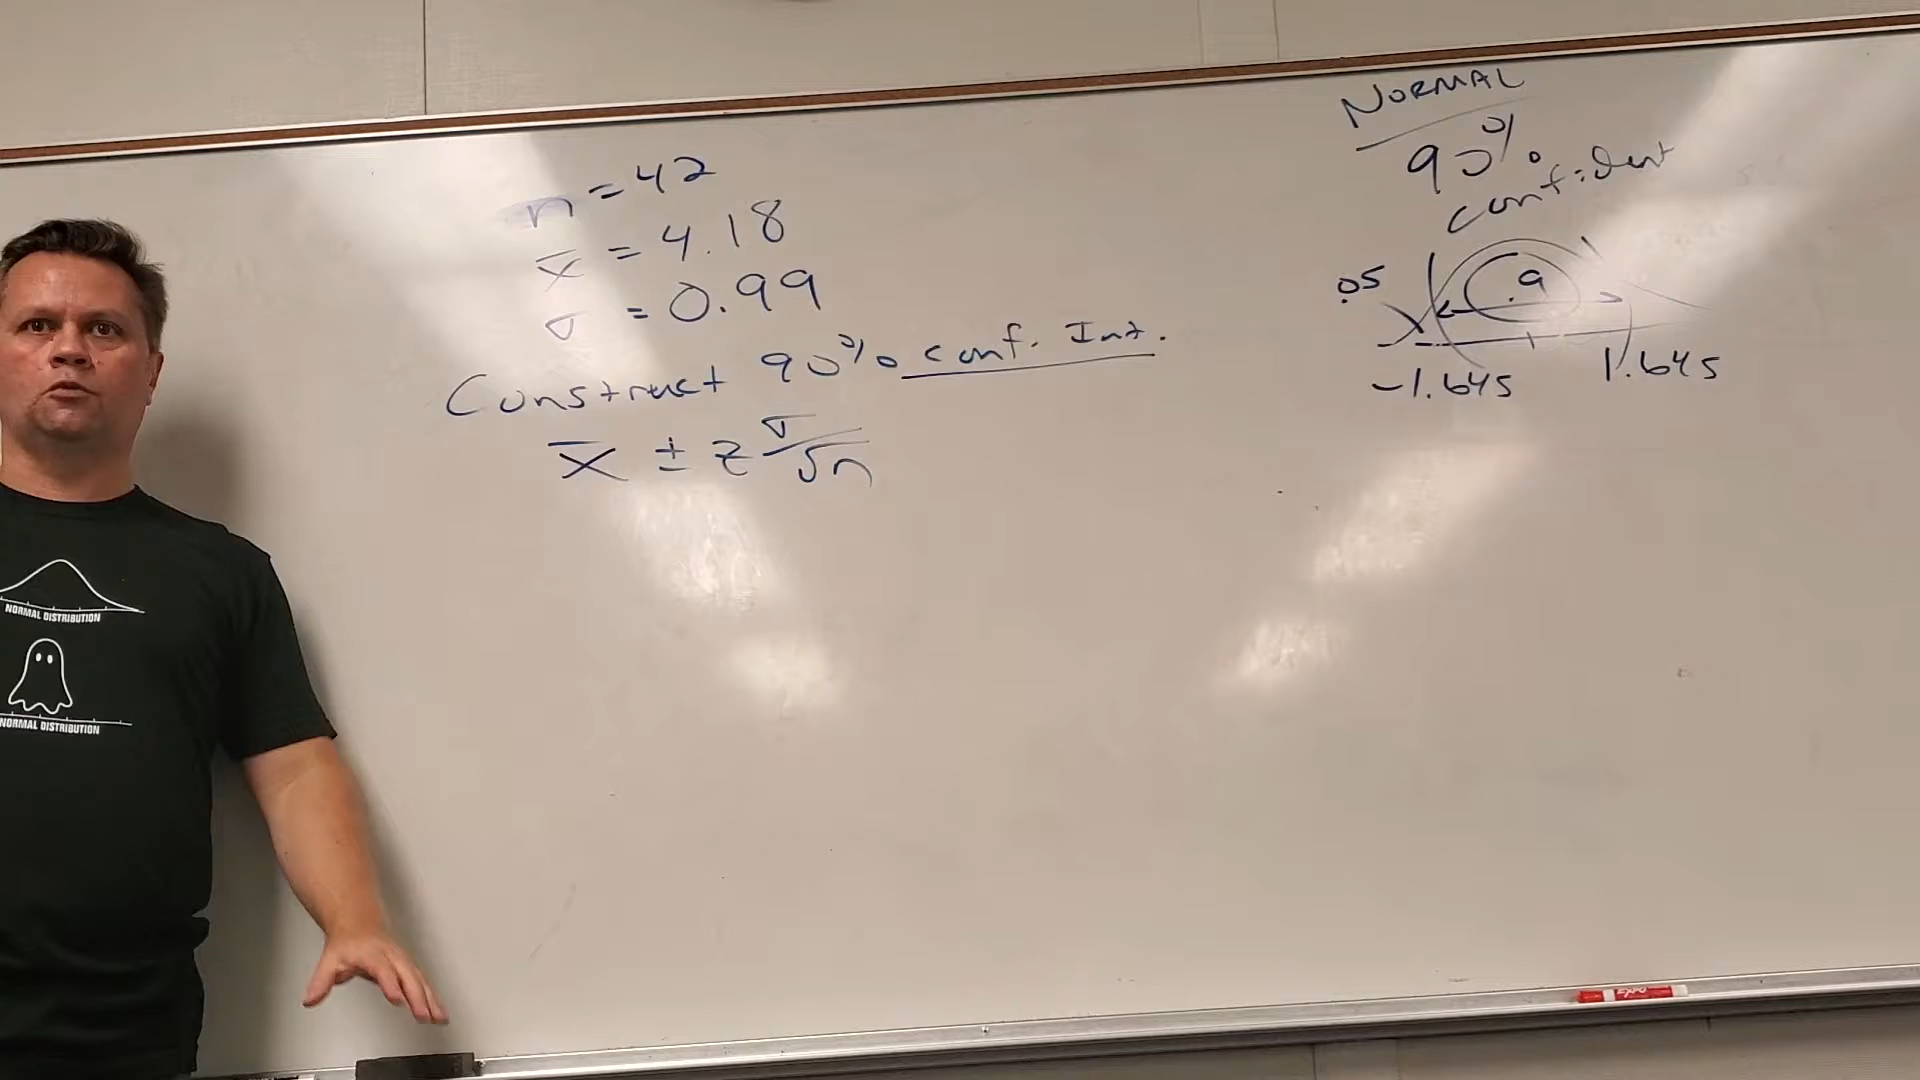 n = 42
x̄ = 4.18
σ = 0.99
Construct 90% conf. Int.
x̄ ± z σ/√n
NORMAL
90%
confident
.05
.9
-1.645
1.645
NORMAL DISTRIBUTION
NORMAL DISTRIBUTION
EXPO